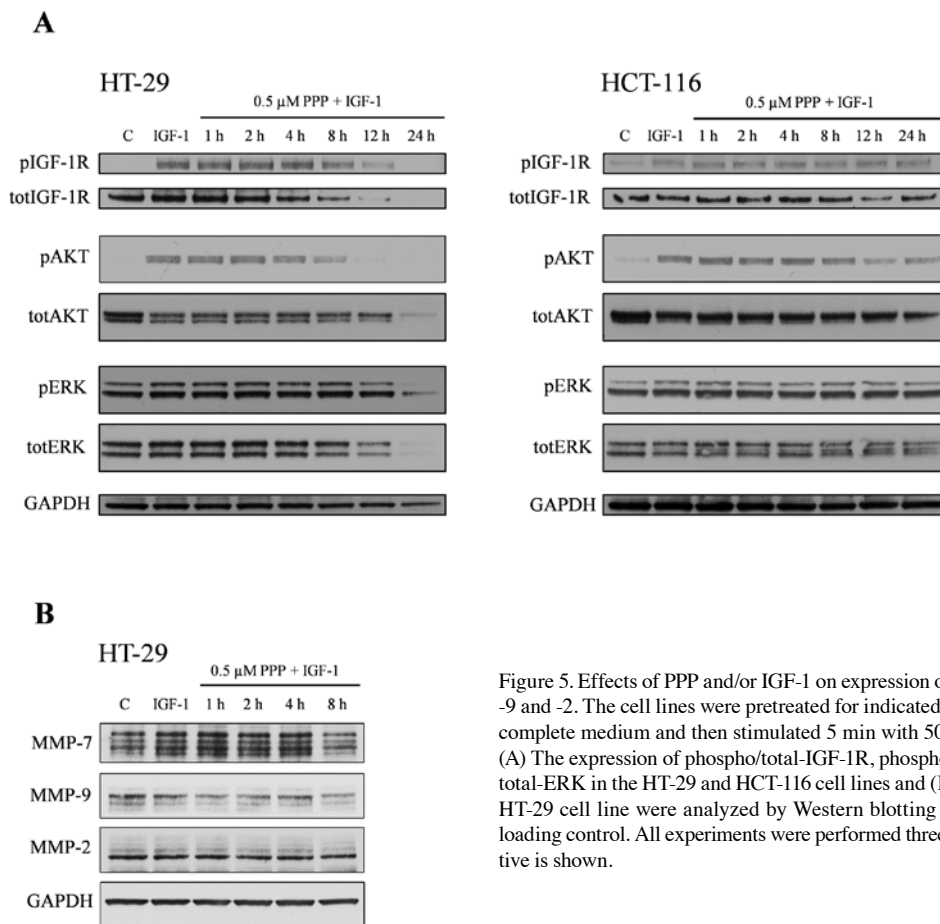 A
HT-29
0.5 µM PPP + IGF-1
C IGF-1 1 h 2 h 4 h 8 h 12 h 24 h
pIGF-1R
totIGF-1R
pAKT
totAKT
pERK
totERK
GAPDH
HCT-116
0.5 µM PPP + IGF-1
C IGF-1 1 h 2 h 4 h 8 h 12 h 24 h
pIGF-1R
totIGF-1R
pAKT
totAKT
pERK
totERK
GAPDH
B
HT-29
0.5 µM PPP + IGF-1
C IGF-1 1 h 2 h 4 h 8 h
MMP-7
MMP-9
MMP-2
GAPDH
Figure 5. Effects of PPP and/or IGF-1 on expression o
-9 and -2. The cell lines were pretreated for indicated
complete medium and then stimulated 5 min with 50
(A) The expression of phospho/total-IGF-1R, phospho
total-ERK in the HT-29 and HCT-116 cell lines and (
HT-29 cell line were analyzed by Western blotting
loading control. All experiments were performed three
tive is shown.